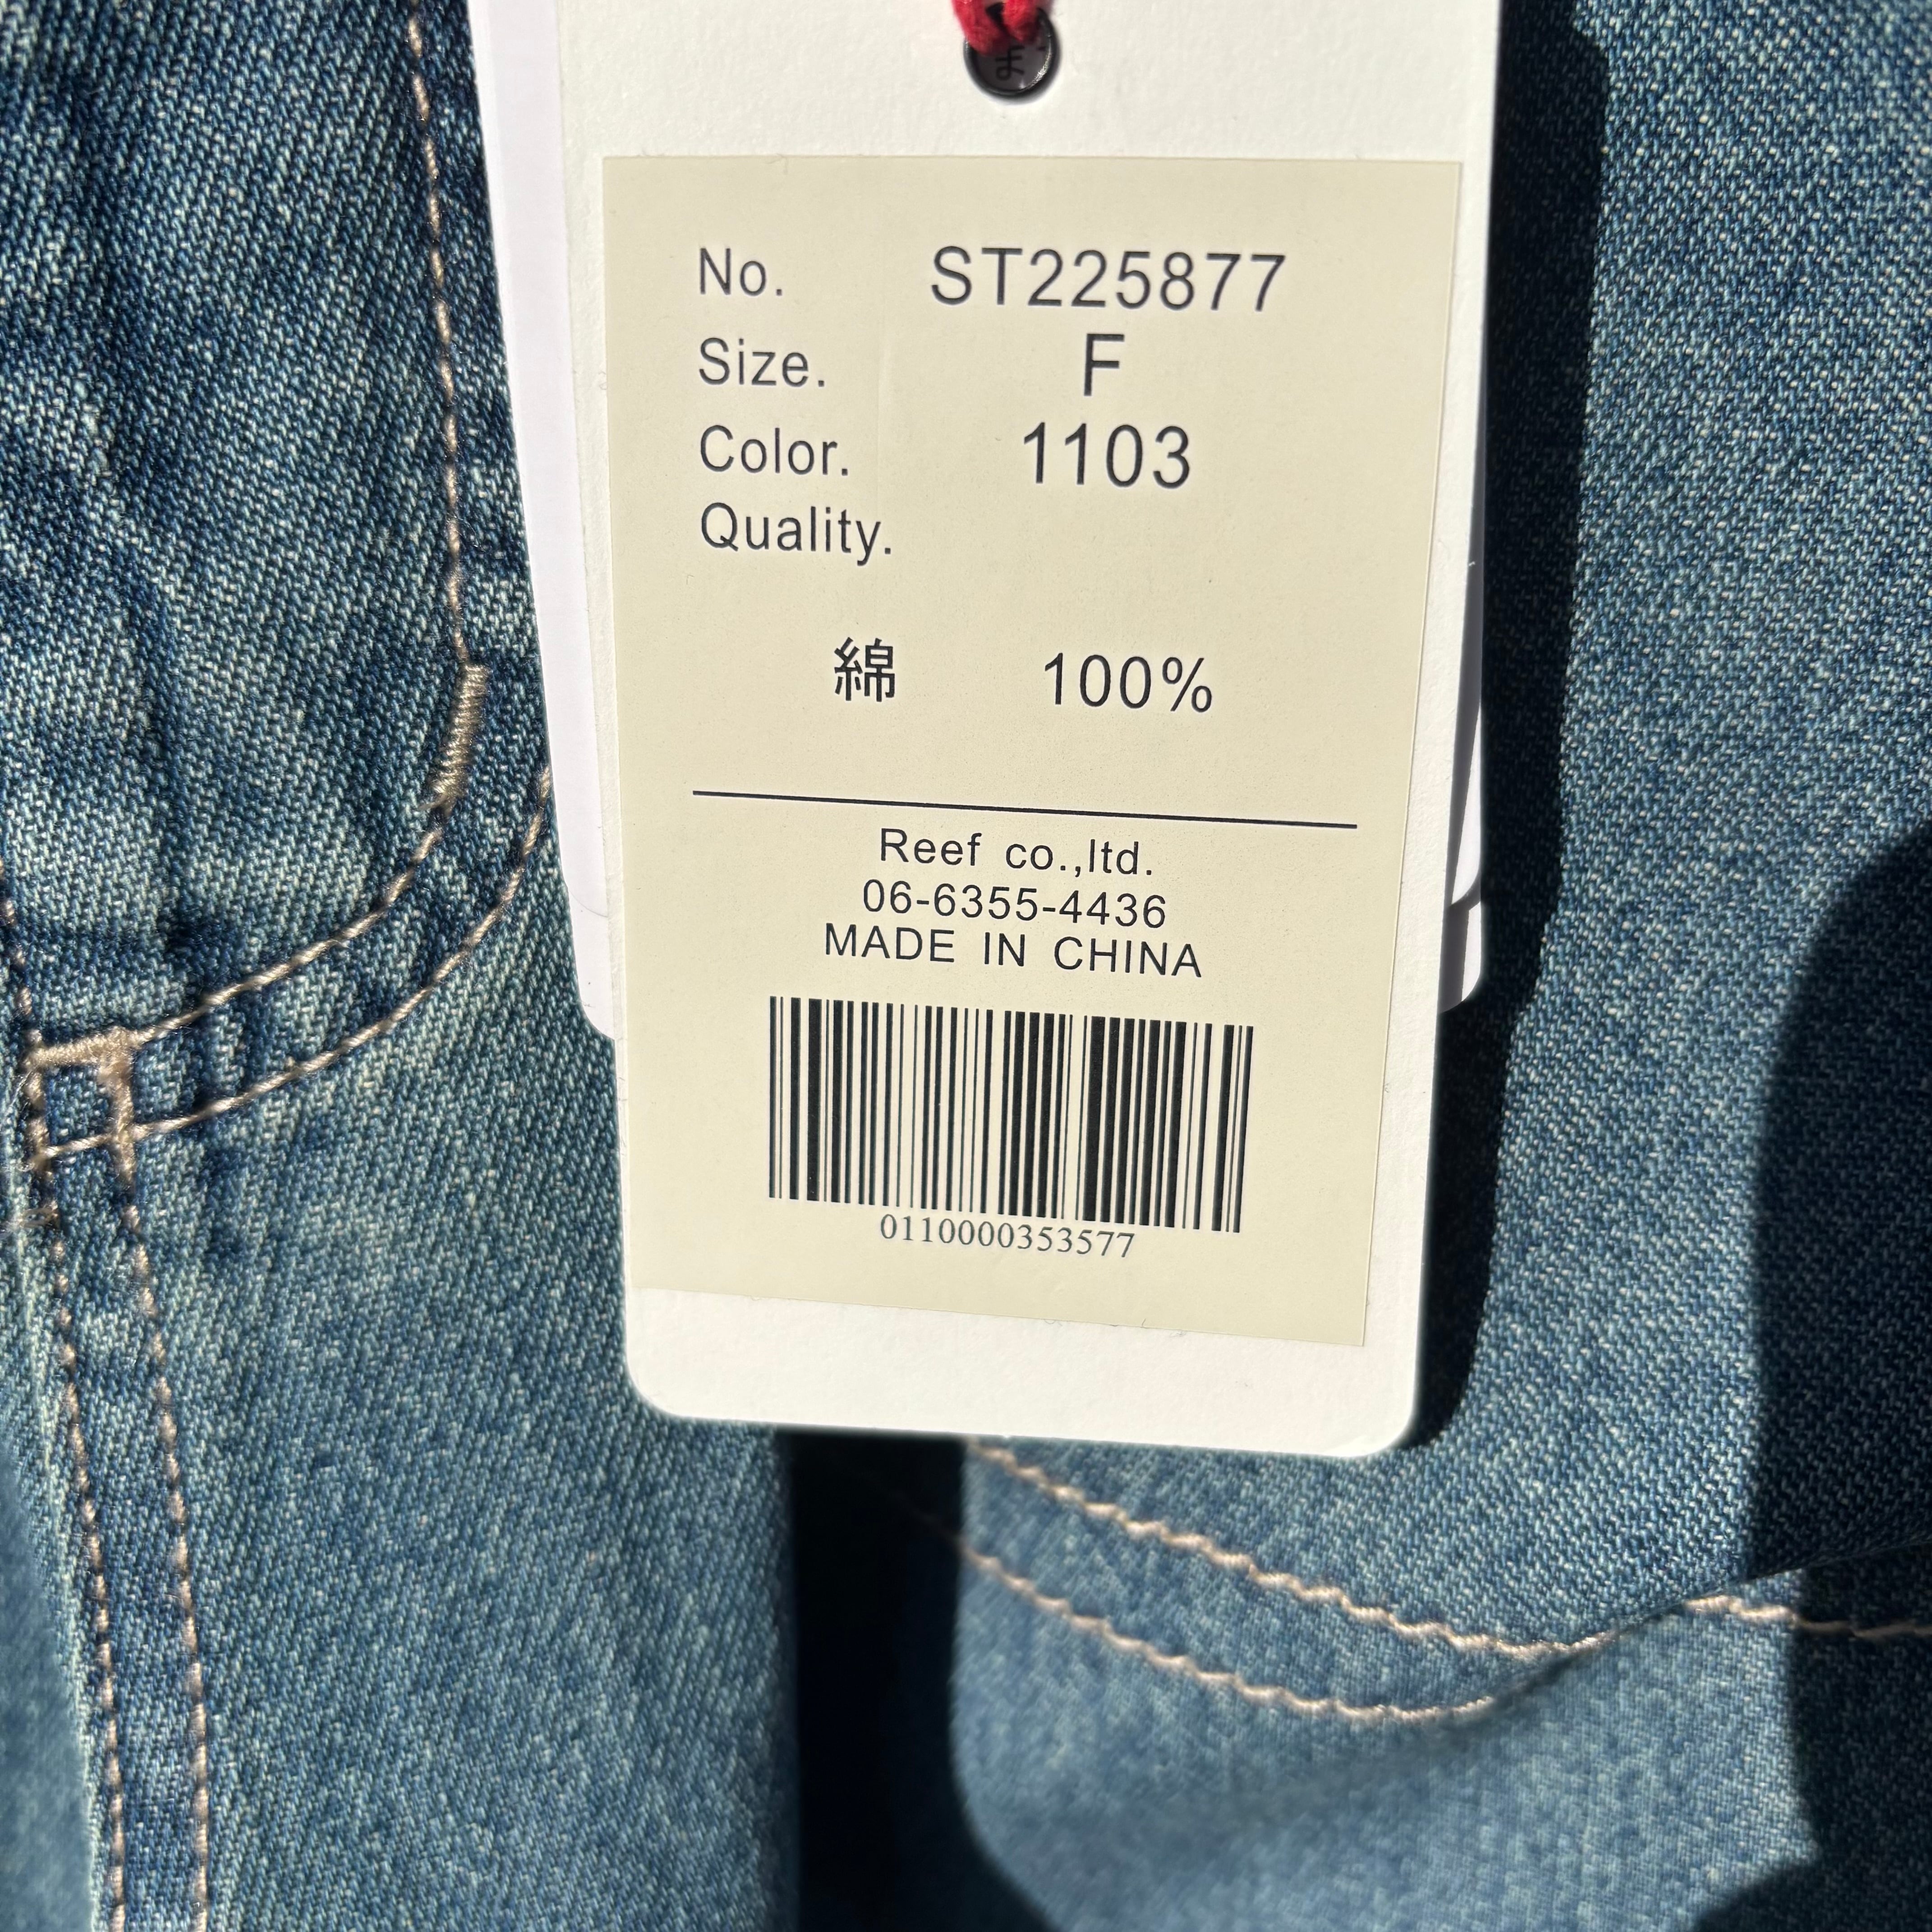 No. ST225877
Size. F
Color. 1103
Quality.
綿 100%
Reef co.,ltd.
06-6355-4436
MADE IN CHINA
0110000353577